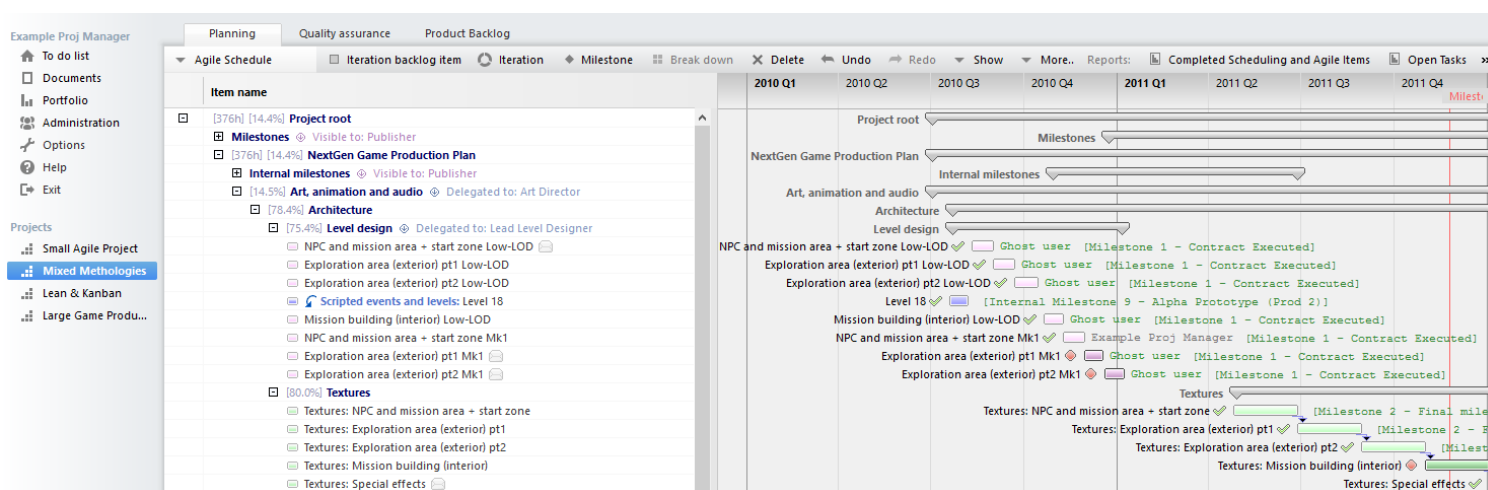 Example Proj Manager
To do list
Documents
Portfolio
Administration
Options
Help
Exit
Projects
Small Agile Project
Mixed Methologies
Lean & Kanban
Large Game Produ...
Planning Quality assurance Product Backlog
Agile Schedule Iteration backlog item Iteration Milestone Break down Delete Undo Redo Show More.. Reports: Completed Scheduling and Agile Items Open Tasks »
Item name
[376h] [14.4%] Project root
Milestones Visible to: Publisher
[376h] [14.4%] NextGen Game Production Plan
Internal milestones Visible to: Publisher
[14.5%] Art, animation and audio Delegated to: Art Director
[78.4%] Architecture
[75.4%] Level design Delegated to: Lead Level Designer
NPC and mission area + start zone Low-LOD
Exploration area (exterior) pt1 Low-LOD
Exploration area (exterior) pt2 Low-LOD
Scripted events and levels: Level 18
Mission building (interior) Low-LOD
NPC and mission area + start zone Mk1
Exploration area (exterior) pt1 Mk1
Exploration area (exterior) pt2 Mk1
[80.0%] Textures
Textures: NPC and mission area + start zone
Textures: Exploration area (exterior) pt1
Textures: Exploration area (exterior) pt2
Textures: Mission building (interior)
Textures: Special effects
2010 Q1 2010 Q2 2010 Q3 2010 Q4 2011 Q1 2011 Q2 2011 Q3 2011 Q4
Milest
Project root
Milestones
NextGen Game Production Plan
Internal milestones
Art, animation and audio
Architecture
Level design
NPC and mission area + start zone Low-LOD Ghost user [Milestone 1 - Contract Executed]
Exploration area (exterior) pt1 Low-LOD Ghost user [Milestone 1 - Contract Executed]
Exploration area (exterior) pt2 Low-LOD Ghost user [Milestone 1 - Contract Executed]
Level 18 [Internal Milestone 9 - Alpha Prototype (Prod 2)]
Mission building (interior) Low-LOD Ghost user [Milestone 1 - Contract Executed]
NPC and mission area + start zone Mk1 Example Proj Manager [Milestone 1 - Contract Executed]
Exploration area (exterior) pt1 Mk1 Ghost user [Milestone 1 - Contract Executed]
Exploration area (exterior) pt2 Mk1 Ghost user [Milestone 1 - Contract Executed]
Textures
Textures: NPC and mission area + start zone [Milestone 2 - Final mile
Textures: Exploration area (exterior) pt1 [Milestone 2 - F
Textures: Exploration area (exterior) pt2 [Milest
Textures: Mission building (interior)
Textures: Special effects